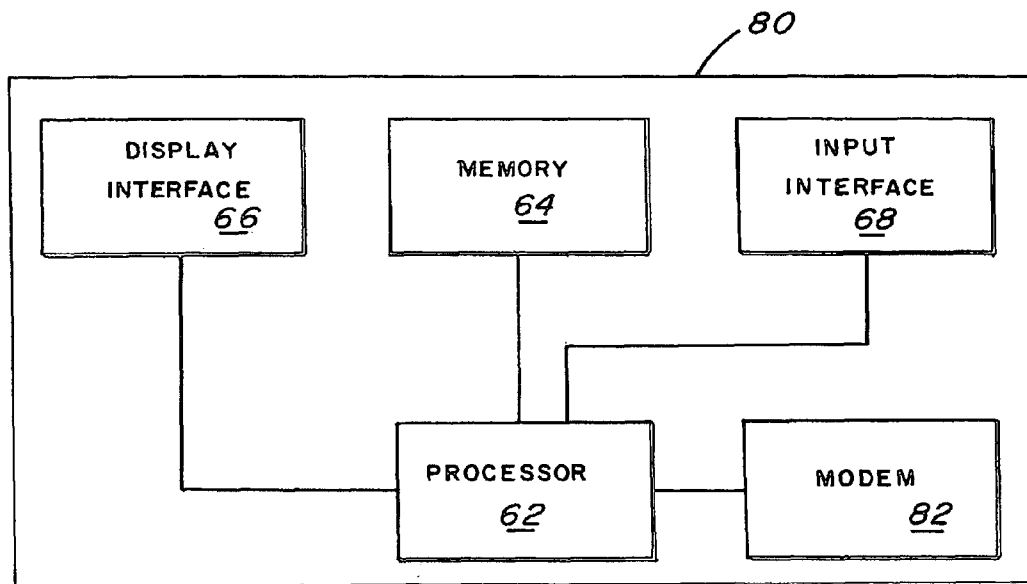 80
DISPLAY
INTERFACE
66
MEMORY
64
INPUT
INTERFACE
68
PROCESSOR
62
MODEM
82